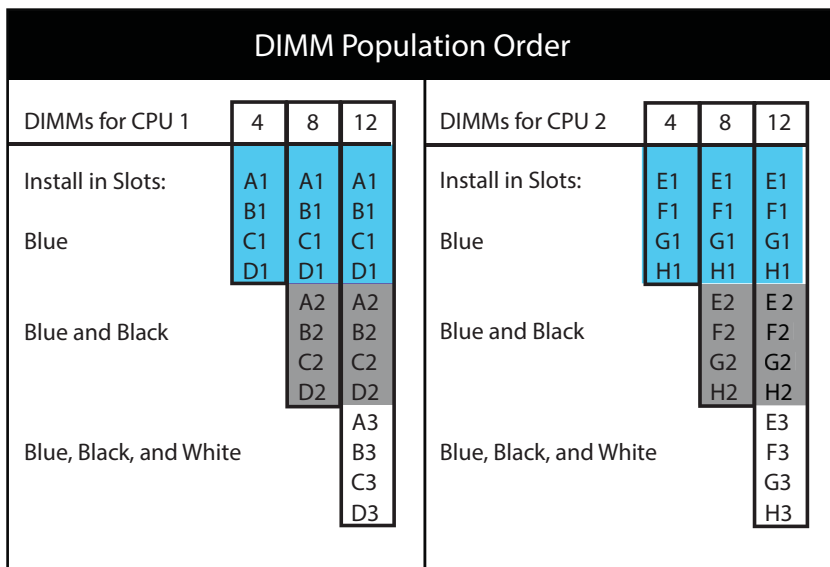 DIMM Population Order
DIMMs for CPU 1 4 8 12
Install in Slots: A1 A1 A1
B1 B1 B1
Blue C1 C1 C1
D1 D1 D1
A2 A2
Blue and Black B2 B2
C2 C2
D2 D2
A3
Blue, Black, and White B3
C3
D3
DIMMs for CPU 2 4 8 12
Install in Slots: E1 E1 E1
F1 F1 F1
Blue G1 G1 G1
H1 H1 H1
E2 E 2
Blue and Black F2 F2
G2 G2
H2 H2
E3
Blue, Black, and White F3
G3
H3